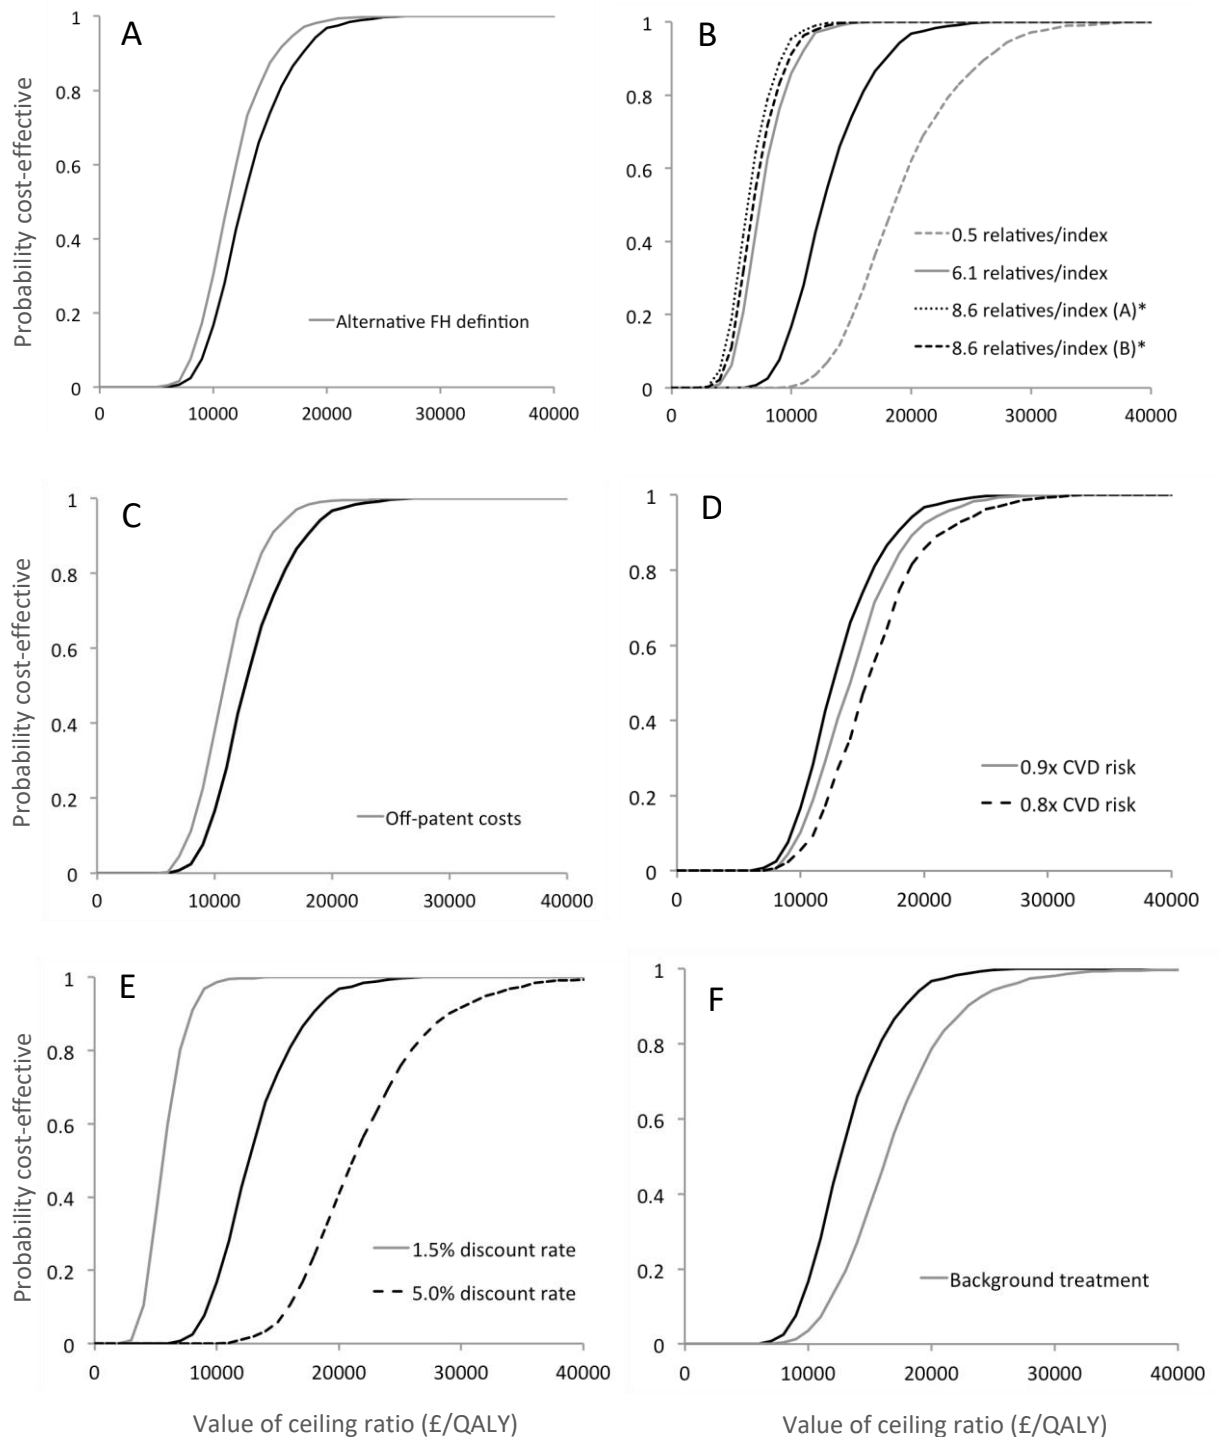 A
Probability cost-effective
1
0.8
0.6
0.4
0.2
0
Alternative FH defintion
0 10000 20000 30000 40000
B
1
0.8
0.6
0.4
0.2
0
0.5 relatives/index
6.1 relatives/index
8.6 relatives/index (A)*
8.6 relatives/index (B)*
0 10000 20000 30000 40000
C
Probability cost-effective
1
0.8
0.6
0.4
0.2
0
Off-patent costs
0 10000 20000 30000 40000
D
1
0.8
0.6
0.4
0.2
0
0.9x CVD risk
0.8x CVD risk
0 10000 20000 30000 40000
E
Probability cost-effective
1
0.8
0.6
0.4
0.2
0
1.5% discount rate
5.0% discount rate
0 10000 20000 30000 40000
Value of ceiling ratio (£/QALY)
F
1
0.8
0.6
0.4
0.2
0
Background treatment
0 10000 20000 30000 40000
Value of ceiling ratio (£/QALY)